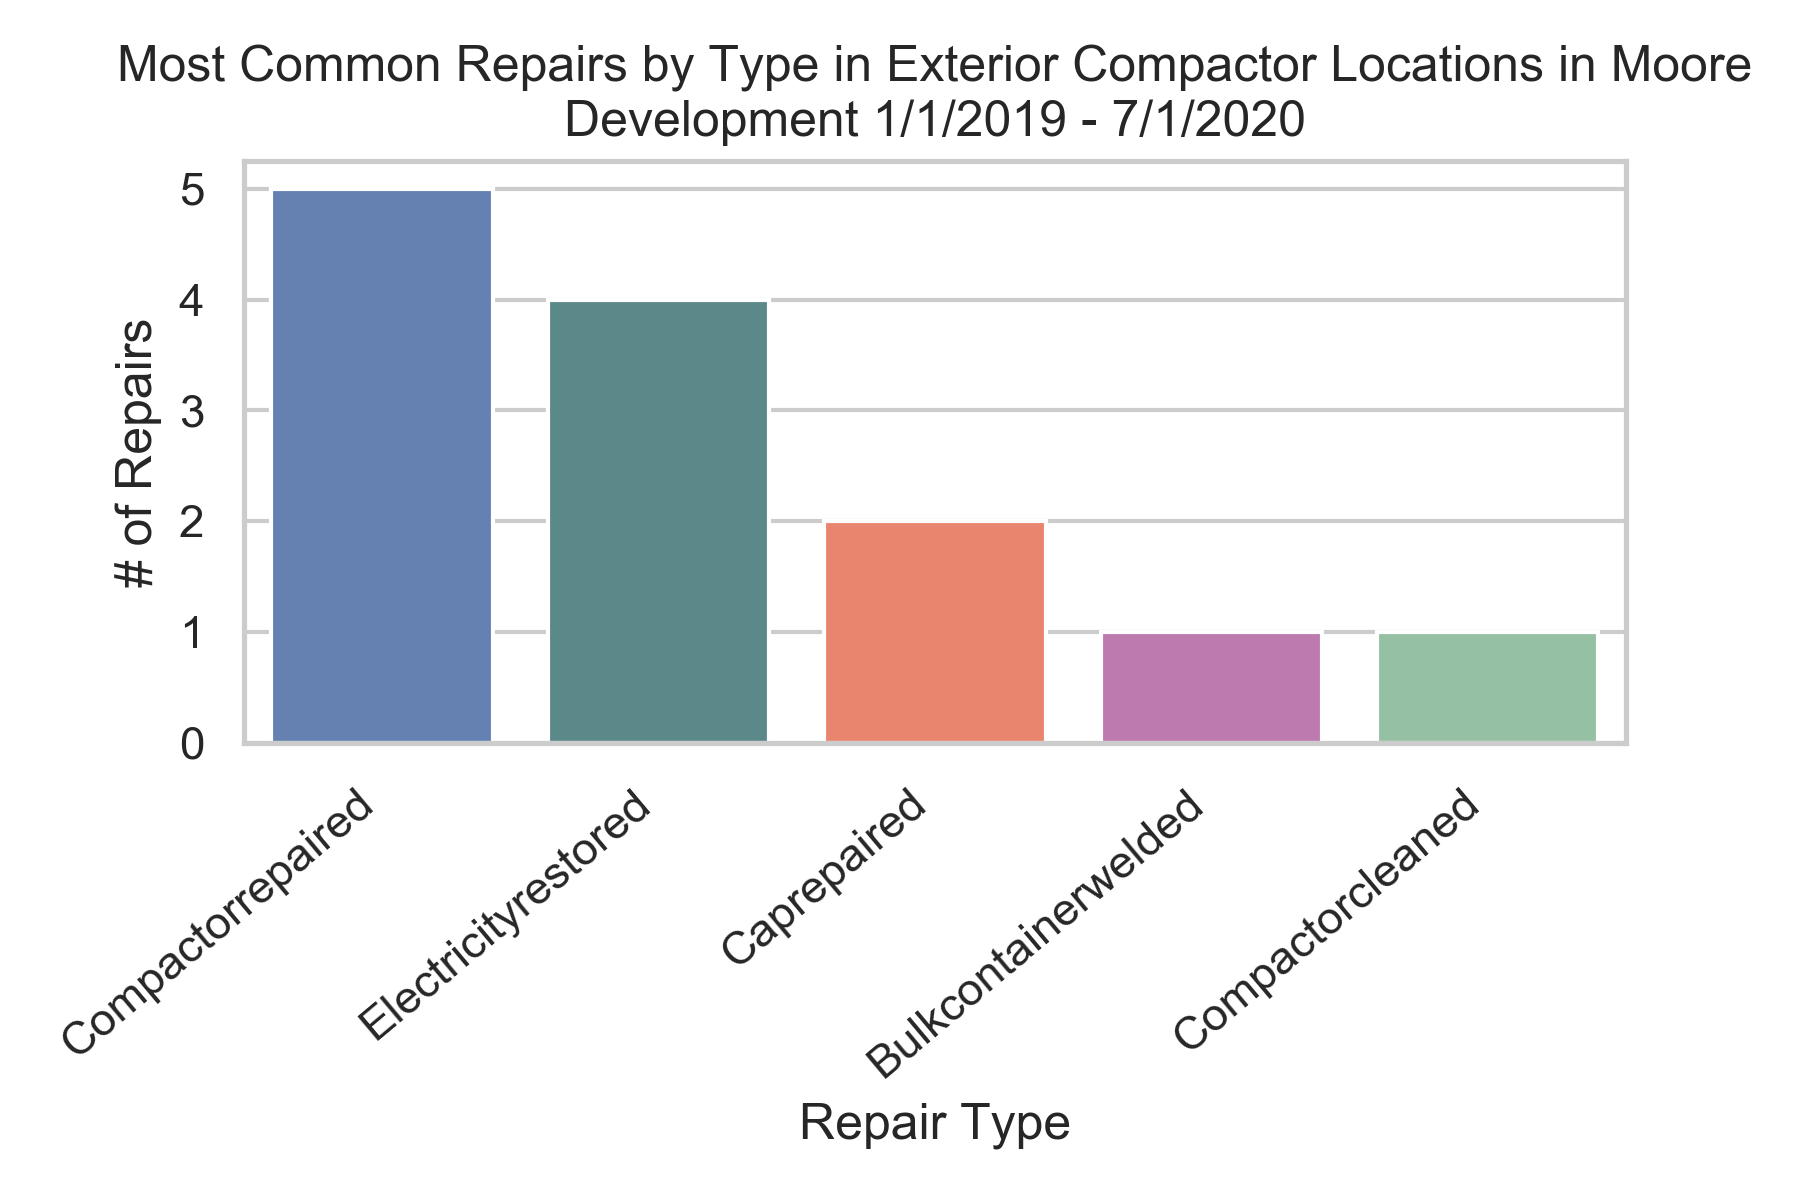 Most Common Repairs by Type in Exterior Compactor Locations in Moore
Development 1/1/2019 - 7/1/2020
# of Repairs
5
4
3
2
1
0
Compactorrepaired
Electricityrestored
Caprepaired
Bulkcontainerwelded
Compactorcleaned
Repair Type